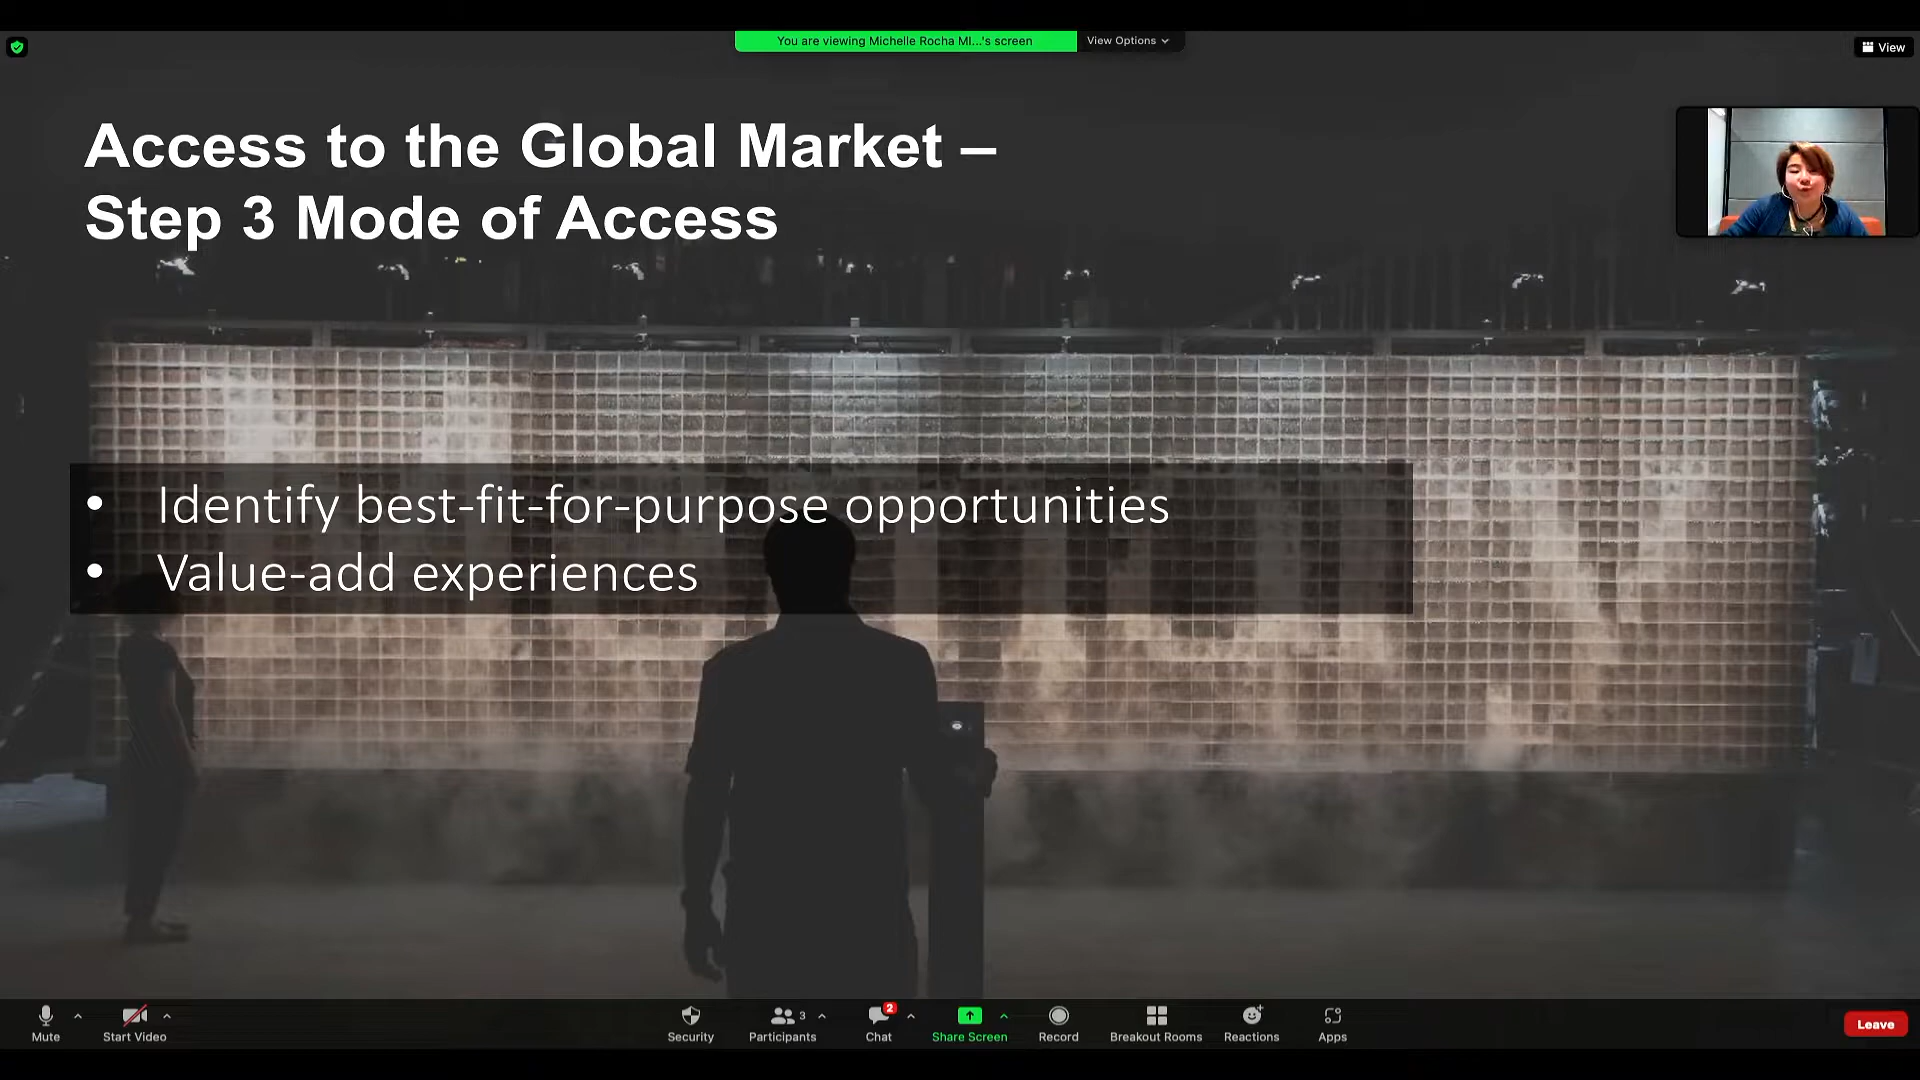 You are viewing Michelle Rocha MI...'s screen
View Options
View
Access to the Global Market –
Step 3 Mode of Access
• Identify best-fit-for-purpose opportunities
• Value-add experiences
Mute
Start Video
Security
Participants
3
Chat
2
Share Screen
Record
Breakout Rooms
Reactions
Apps
Leave